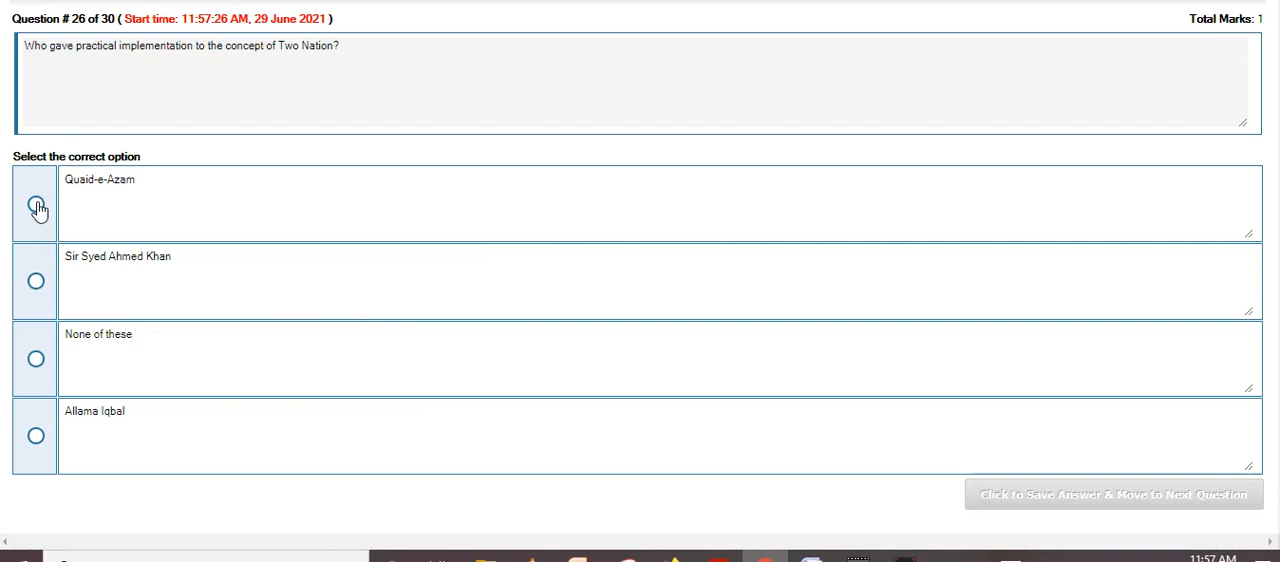 Question # 26 of 30 ( Start time: 11:57:26 AM, 29 June 2021 ) Total Marks: 1
Who gave practical implementation to the concept of Two Nation?
Select the correct option
Quaid-e-Azam
Sir Syed Ahmed Khan
None of these
Allama Iqbal
Click to Save Answer & Move to Next Question
11:57 AM